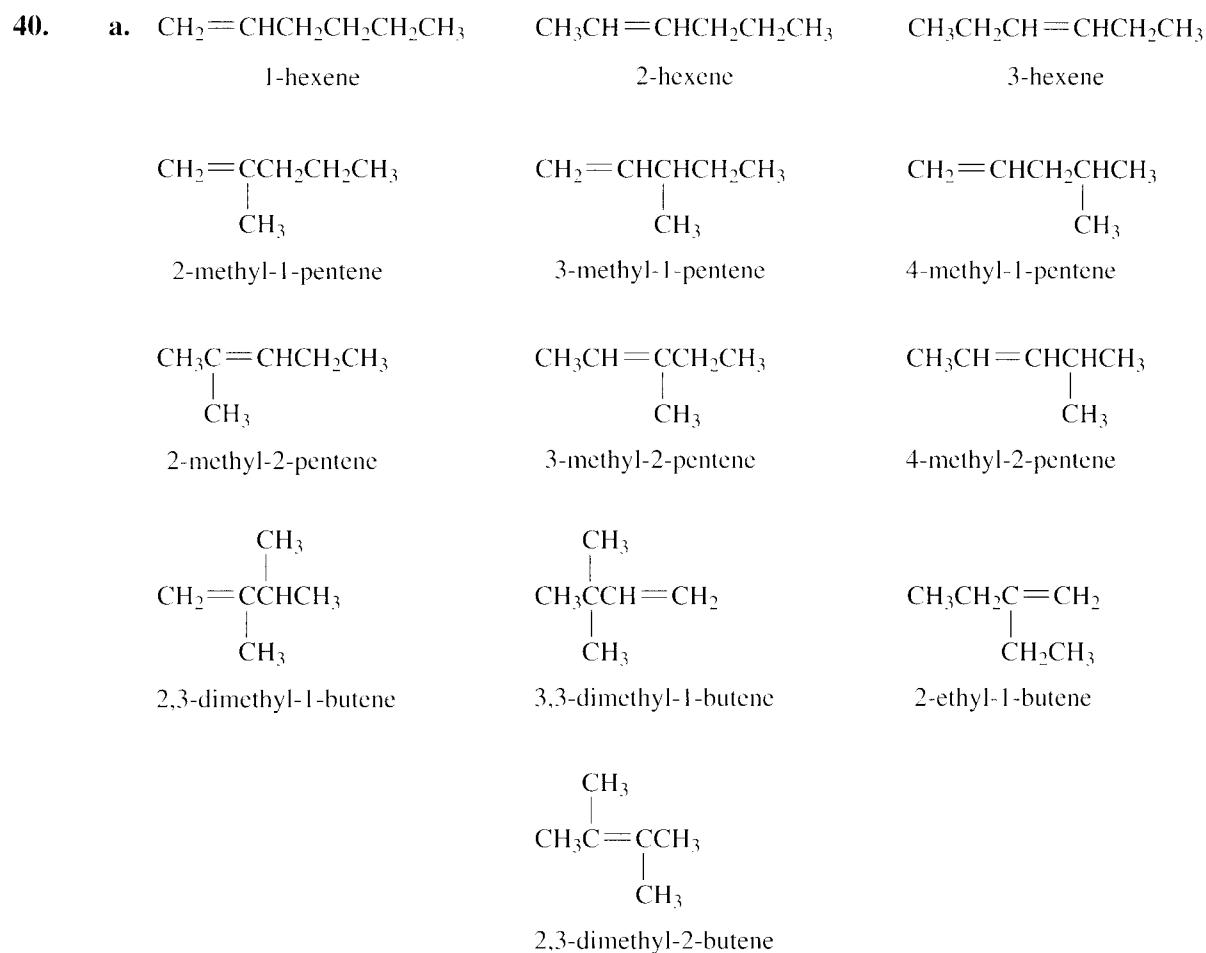 40. a. CH₂=CHCH₂CH₂CH₂CH₃ CH₃CH=CHCH₂CH₂CH₃ CH₃CH₂CH=CHCH₂CH₃
1-hexene 2-hexene 3-hexene
CH₂=CCH₂CH₂CH₃ CH₂=CHCHCH₂CH₃ CH₂=CHCH₂CHCH₃
CH₃ CH₃ CH₃
2-methyl-1-pentene 3-methyl-1-pentene 4-methyl-1-pentene
CH₃C=CHCH₂CH₃ CH₃CH=CCH₂CH₃ CH₃CH=CHCHCH₃
CH₃ CH₃ CH₃
2-methyl-2-pentene 3-methyl-2-pentene 4-methyl-2-pentene
CH₃ CH₃
CH₂=CCHCH₃ CH₃CCH=CH₂ CH₃CH₂C=CH₂
CH₃ CH₃ CH₂CH₃
2,3-dimethyl-1-butene 3,3-dimethyl-1-butene 2-ethyl-1-butene
CH₃
CH₃C=CCH₃
CH₃
2,3-dimethyl-2-butene